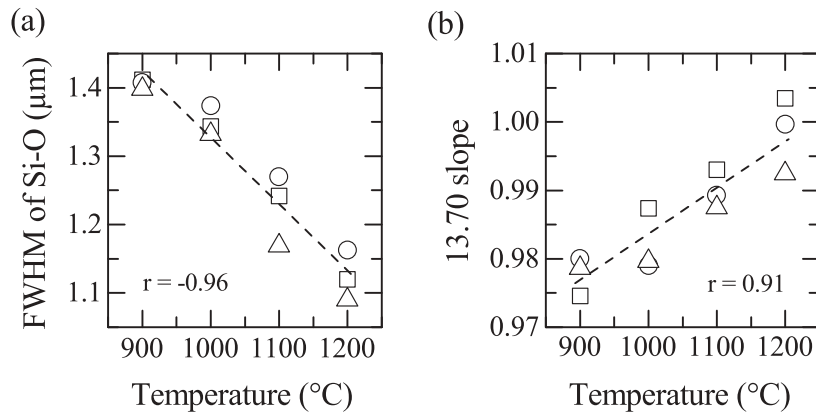 (a)
FWHM of Si-O (μm)
1.4
1.3
1.2
1.1
r = -0.96
900 1000 1100 1200
Temperature (°C)
(b)
13.70 slope
1.01
1.00
0.99
0.98
0.97
r = 0.91
900 1000 1100 1200
Temperature (°C)